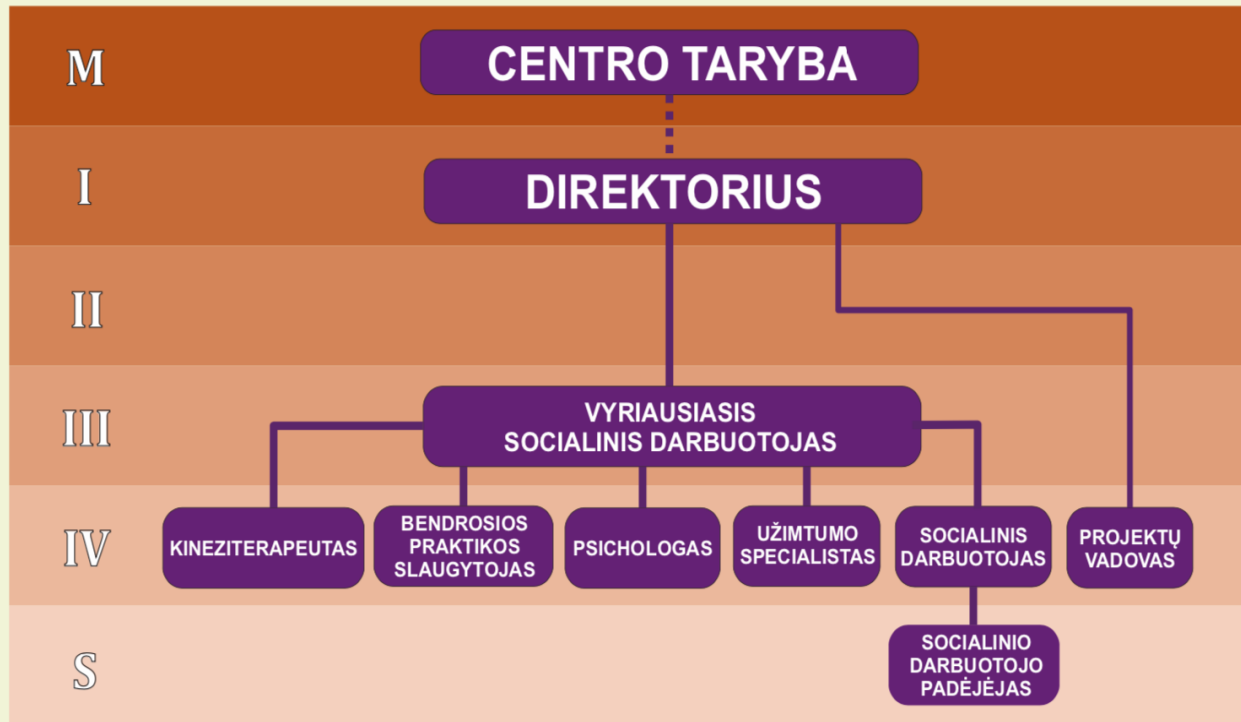 M
CENTRO TARYBA
I
DIREKTORIUS
II
III
VYRIAUSIASIS
SOCIALINIS DARBUOTOJAS
IV
KINEZITERAPEUTAS
BENDROSIOS
PRAKTIKOS
SLAUGYTOJAS
PSICHOLOGAS
UŽIMTUMO
SPECIALISTAS
SOCIALINIS
DARBUOTOJAS
PROJEKTŲ
VADOVAS
S
SOCIALINIO
DARBUOTOJO
PADĖJĖJAS